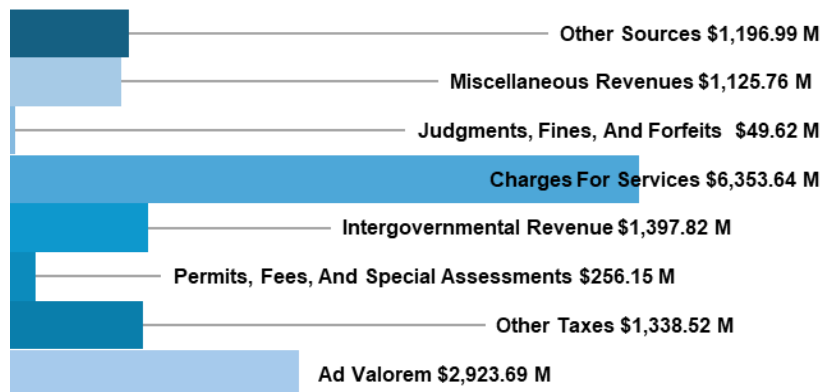 Other Sources $1,196.99 M
Miscellaneous Revenues $1,125.76 M
Judgments, Fines, And Forfeits $49.62 M
Charges For Services $6,353.64 M
Intergovernmental Revenue $1,397.82 M
Permits, Fees, And Special Assessments $256.15 M
Other Taxes $1,338.52 M
Ad Valorem $2,923.69 M